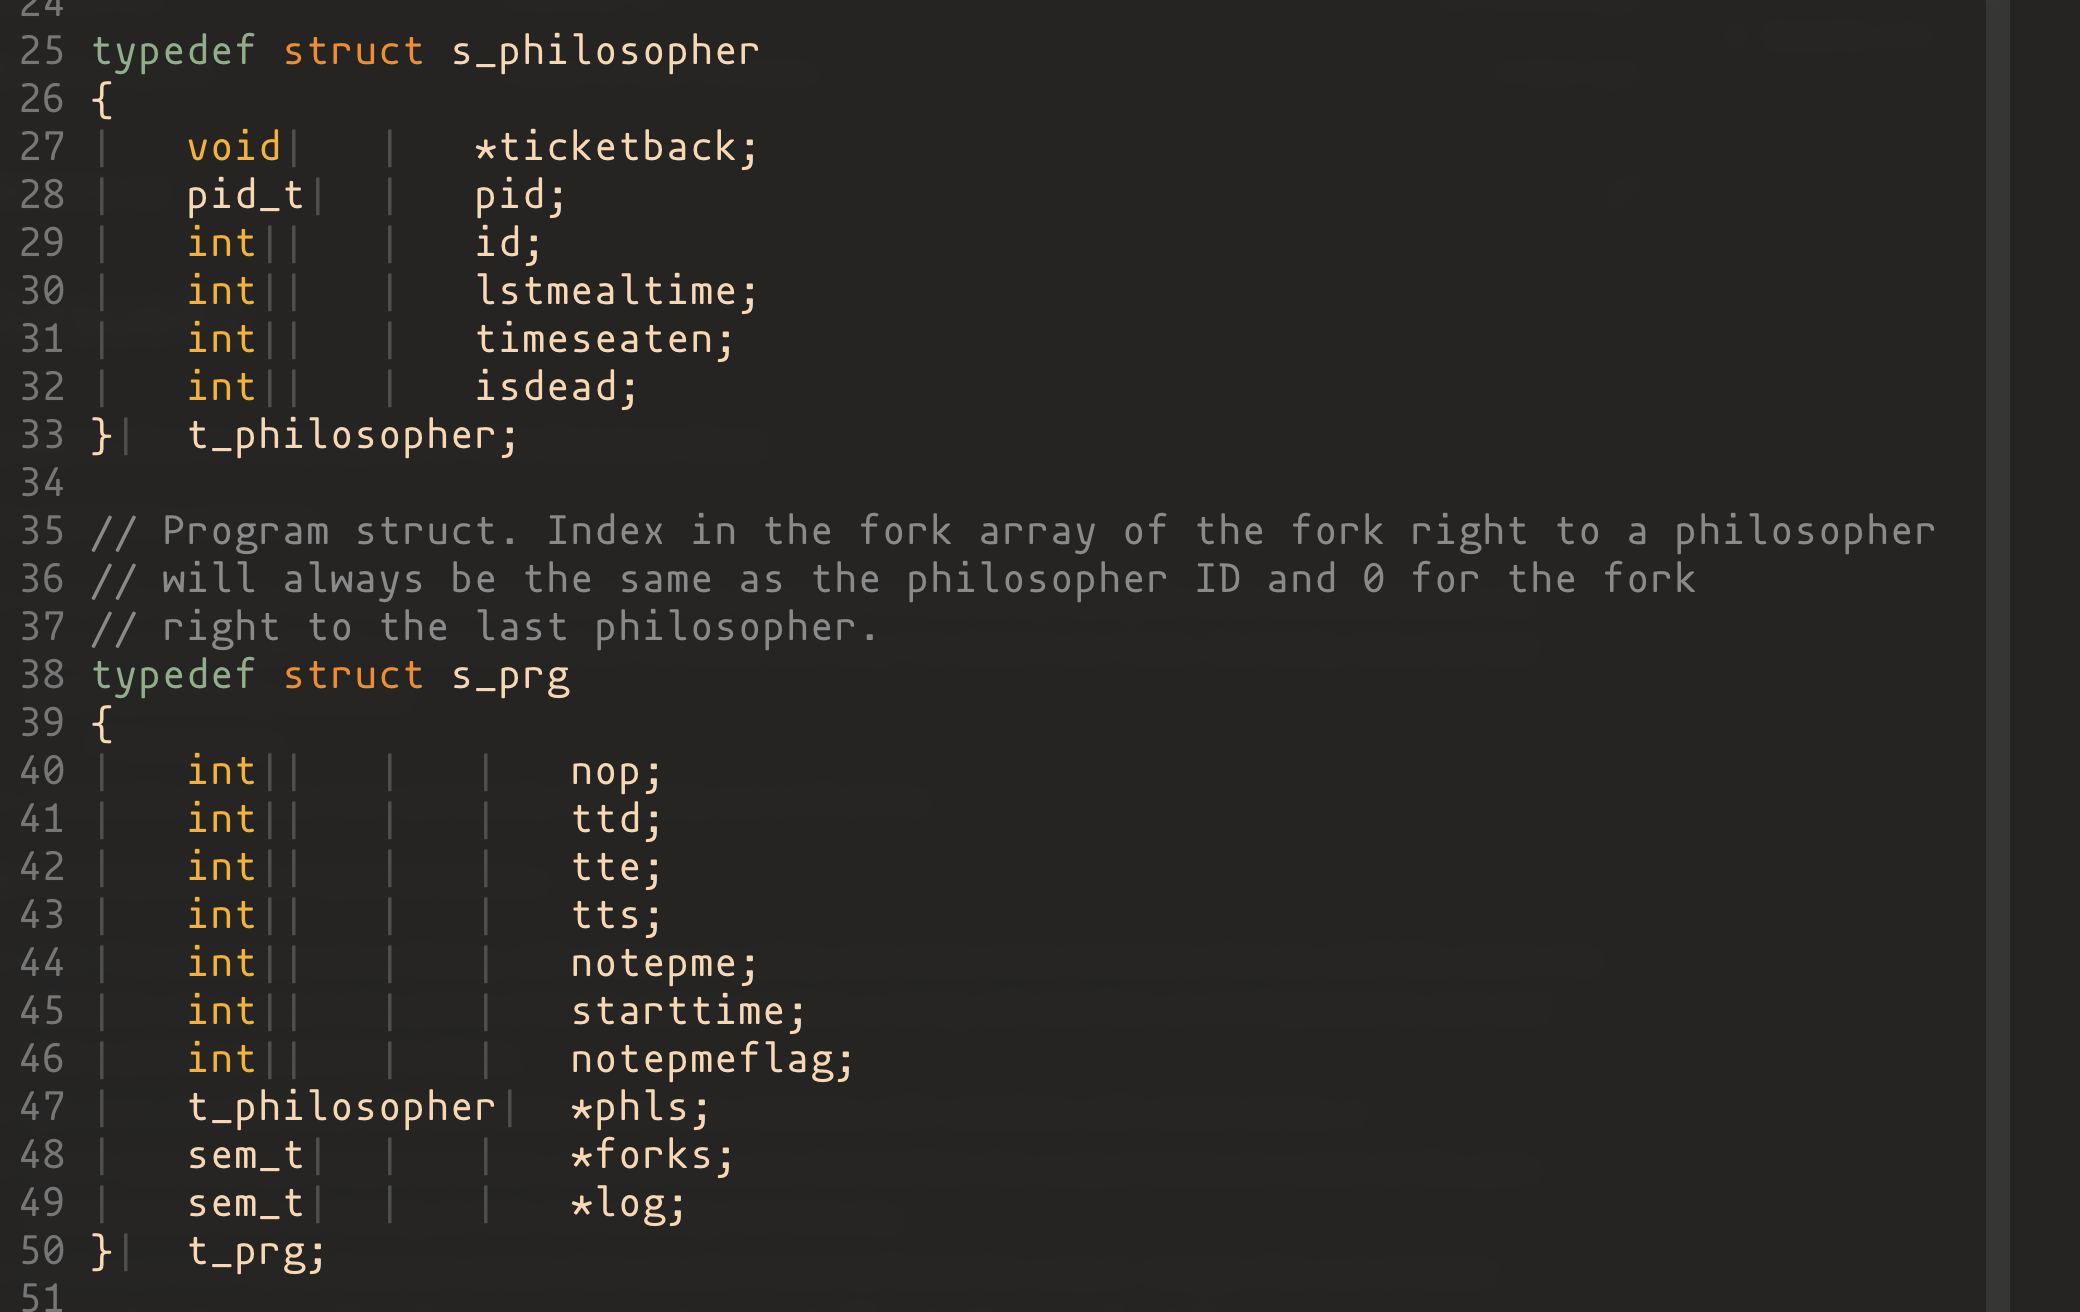 24
25 typedef struct s_philosopher
26 {
27 void *ticketback;
28 pid_t pid;
29 int id;
30 int lstmealtime;
31 int timeseaten;
32 int isdead;
33 } t_philosopher;
34
35 // Program struct. Index in the fork array of the fork right to a philosopher
36 // will always be the same as the philosopher ID and 0 for the fork
37 // right to the last philosopher.
38 typedef struct s_prg
39 {
40 int nop;
41 int ttd;
42 int tte;
43 int tts;
44 int notepme;
45 int starttime;
46 int notepmeflag;
47 t_philosopher *phls;
48 sem_t *forks;
49 sem_t *log;
50 } t_prg;
51